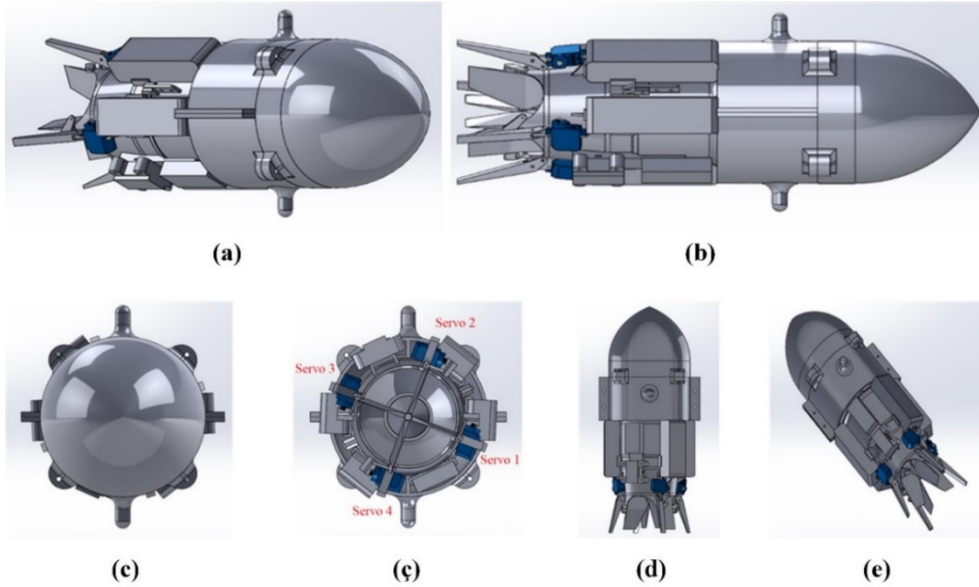 (a)
(b)
Servo 2
Servo 3
Servo 1
Servo 4
(c)
(ç)
(d)
(e)